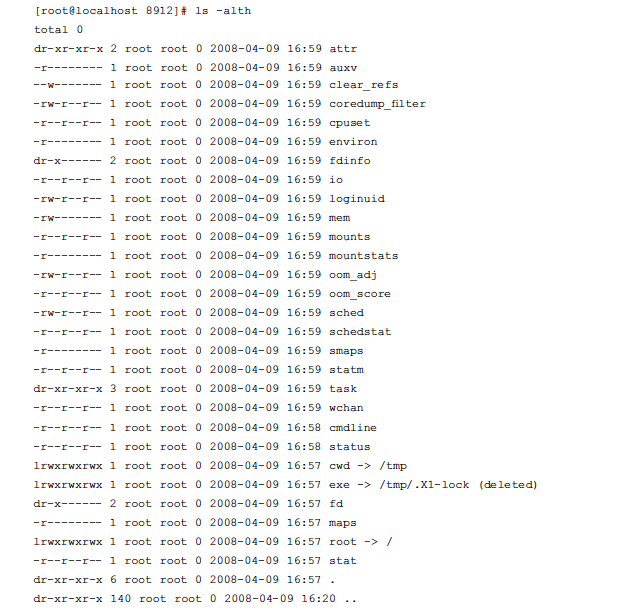 [root@localhost 8912]# ls -alth
total 0
dr-xr-xr-x 2 root root 0 2008-04-09 16:59 attr
-r-------- 1 root root 0 2008-04-09 16:59 auxv
--w------- 1 root root 0 2008-04-09 16:59 clear_refs
-rw-r--r-- 1 root root 0 2008-04-09 16:59 coredump_filter
-r--r--r-- 1 root root 0 2008-04-09 16:59 cpuset
-r-------- 1 root root 0 2008-04-09 16:59 environ
dr-x------ 2 root root 0 2008-04-09 16:59 fdinfo
-r--r--r-- 1 root root 0 2008-04-09 16:59 io
-rw-r--r-- 1 root root 0 2008-04-09 16:59 loginuid
-rw------- 1 root root 0 2008-04-09 16:59 mem
-r--r--r-- 1 root root 0 2008-04-09 16:59 mounts
-r-------- 1 root root 0 2008-04-09 16:59 mountstats
-rw-r--r-- 1 root root 0 2008-04-09 16:59 oom_adj
-r--r--r-- 1 root root 0 2008-04-09 16:59 oom_score
-rw-r--r-- 1 root root 0 2008-04-09 16:59 sched
-r--r--r-- 1 root root 0 2008-04-09 16:59 schedstat
-r-------- 1 root root 0 2008-04-09 16:59 smaps
-r--r--r-- 1 root root 0 2008-04-09 16:59 statm
dr-xr-xr-x 3 root root 0 2008-04-09 16:59 task
-r--r--r-- 1 root root 0 2008-04-09 16:59 wchan
-r--r--r-- 1 root root 0 2008-04-09 16:58 cmdline
-r--r--r-- 1 root root 0 2008-04-09 16:58 status
lrwxrwxrwx 1 root root 0 2008-04-09 16:57 cwd -> /tmp
lrwxrwxrwx 1 root root 0 2008-04-09 16:57 exe -> /tmp/.X1-lock (deleted)
dr-x------ 2 root root 0 2008-04-09 16:57 fd
-r-------- 1 root root 0 2008-04-09 16:57 maps
lrwxrwxrwx 1 root root 0 2008-04-09 16:57 root -> /
-r--r--r-- 1 root root 0 2008-04-09 16:57 stat
dr-xr-xr-x 6 root root 0 2008-04-09 16:57 .
dr-xr-xr-x 140 root root 0 2008-04-09 16:20 ..